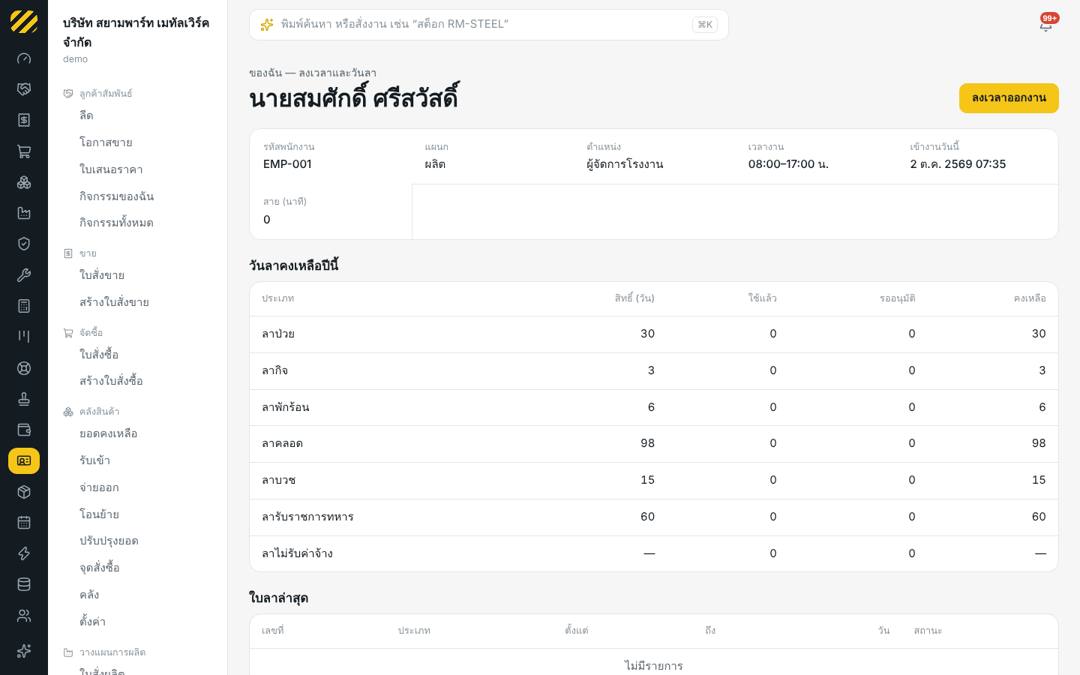 บริษัท สยามพาร์ท เมทัลเวิร์ค
จำกัด
demo
ลูกค้าสัมพันธ์
ลีด
โอกาสขาย
ใบเสนอราคา
กิจกรรมของฉัน
กิจกรรมทั้งหมด
ขาย
ใบสั่งขาย
สร้างใบสั่งขาย
จัดซื้อ
ใบสั่งซื้อ
สร้างใบสั่งซื้อ
คลังสินค้า
ยอดคงเหลือ
รับเข้า
จ่ายออก
โอนย้าย
ปรับปรุงยอด
จุดสั่งซื้อ
คลัง
ตั้งค่า
วางแผนการผลิต
ใบสั่งผลิต
พิมพ์ค้นหา หรือสั่งงาน เช่น “สต็อก RM-STEEL” ⌘K
99+
ของฉัน — ลงเวลาและวันลา
นายสมศักดิ์ ศรีสวัสดิ์
ลงเวลาออกงาน
รหัสพนักงาน แผนก ตำแหน่ง เวลางาน เข้างานวันนี้
EMP-001 ผลิต ผู้จัดการโรงงาน 08:00–17:00 น. 2 ต.ค. 2569 07:35
สาย (นาที)
0
วันลาคงเหลือปีนี้
ประเภท สิทธิ์ (วัน) ใช้แล้ว รออนุมัติ คงเหลือ
ลาป่วย 30 0 0 30
ลากิจ 3 0 0 3
ลาพักร้อน 6 0 0 6
ลาคลอด 98 0 0 98
ลาบวช 15 0 0 15
ลารับราชการทหาร 60 0 0 60
ลาไม่รับค่าจ้าง — 0 0 —
ใบลาล่าสุด
เลขที่ ประเภท ตั้งแต่ ถึง วัน สถานะ
ไม่มีรายการ